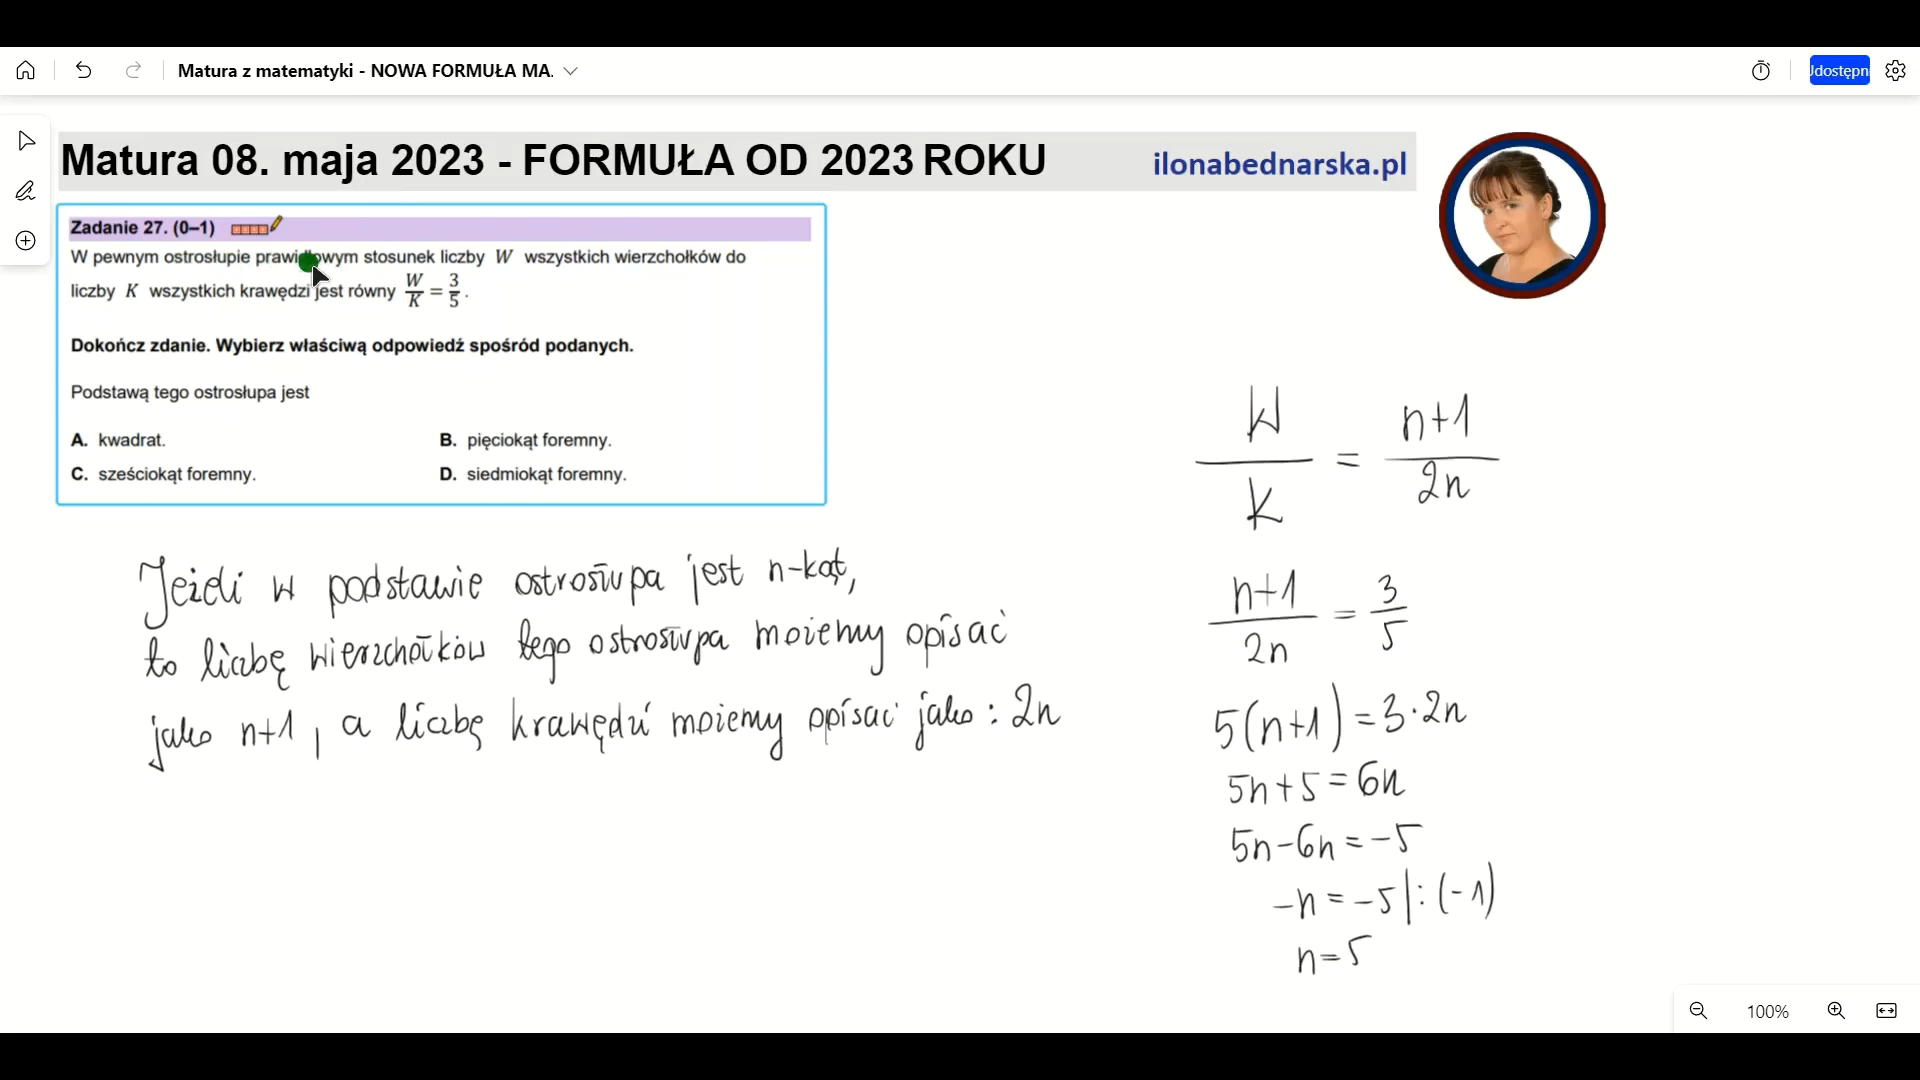 Matura z matematyki - NOWA FORMUŁA MA.
Udostępni
Matura 08. maja 2023 - FORMUŁA OD 2023 ROKU
ilonabednarska.pl
Zadanie 27. (0–1)
W pewnym ostrosłupie prawidłowym stosunek liczby W wszystkich wierzchołków do
liczby K wszystkich krawędzi jest równy W/K = 3/5.
Dokończ zdanie. Wybierz właściwą odpowiedź spośród podanych.
Podstawą tego ostrosłupa jest
A. kwadrat.
B. pięciokąt foremny.
C. sześciokąt foremny.
D. siedmiokąt foremny.
Jeżeli w podstawie ostrosłupa jest n-kąt,
to liczbę wierzchołków tego ostrosłupa możemy opisać
jako n+1, a liczbę krawędzi możemy opisać jako: 2n
W/K = n+1/2n
n+1/2n = 3/5
5(n+1)=3·2n
5n+5=6n
5n-6n=-5
-n=-5|:(-1)
n=5
100%